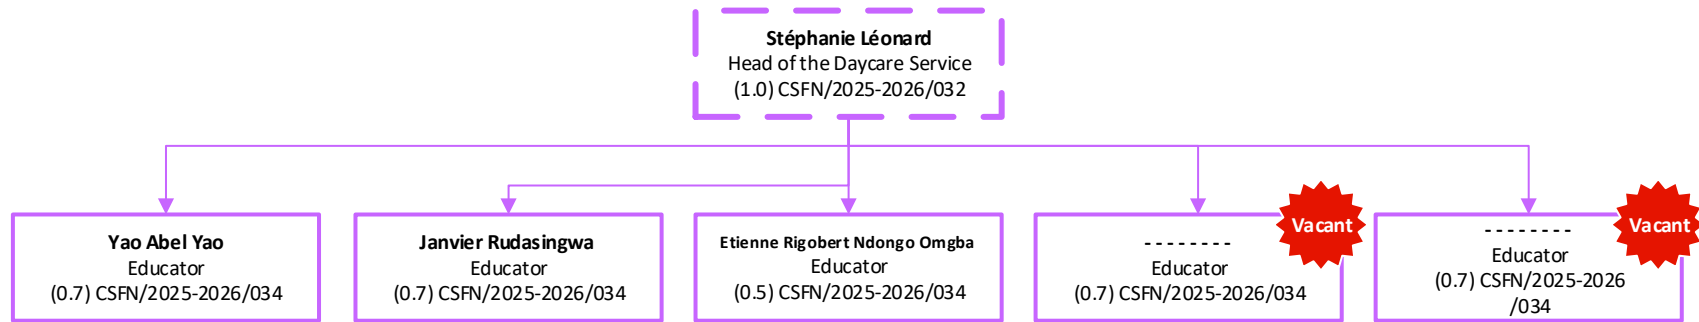 Stéphanie Léonard
Head of the Daycare Service
(1.0) CSFN/2025-2026/032
Yao Abel Yao
Educator
(0.7) CSFN/2025-2026/034
Janvier Rudasingwa
Educator
(0.7) CSFN/2025-2026/034
Etienne Rigobert Ndongo Omgba
Educator
(0.5) CSFN/2025-2026/034
Vacant
--------
Educator
(0.7) CSFN/2025-2026/034
Vacant
--------
Educator
(0.7) CSFN/2025-2026
/034